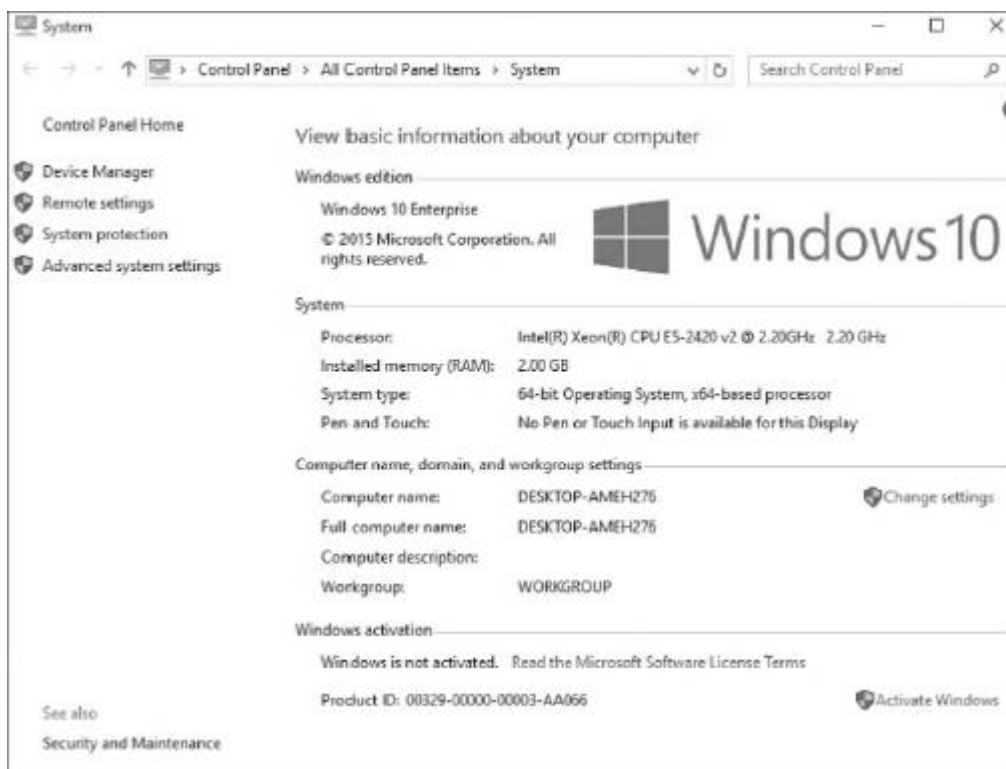 System
Control Panel > All Control Panel Items > System
Search Control Panel
Control Panel Home
Device Manager
Remote settings
System protection
Advanced system settings
View basic information about your computer
Windows edition
Windows 10 Enterprise
© 2015 Microsoft Corporation. All
rights reserved.
Windows 10
System
Processor: Intel(R) Xeon(R) CPU E5-2420 v2 @ 2.20GHz 2.20 GHz
Installed memory (RAM): 2.00 GB
System type: 64-bit Operating System, x64-based processor
Pen and Touch: No Pen or Touch Input is available for this Display
Computer name, domain, and workgroup settings
Computer name: DESKTOP-AMEH276
Change settings
Full computer name: DESKTOP-AMEH276
Computer description:
Workgroup: WORKGROUP
Windows activation
Windows is not activated. Read the Microsoft Software License Terms
Product ID: 00329-00000-00003-AA066
Activate Windows
See also
Security and Maintenance